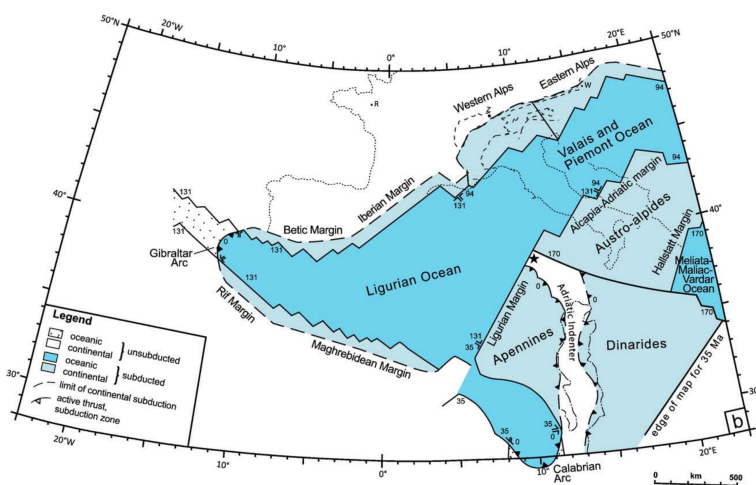 50°N
10°
0°
10°
20°E
50°N
Western Alps
Eastern Alps
W
Z
R
94
Valais and
Piemont Ocean
94
40°
131
131
Betic Margin
Iberian Margin
94
131
94
131
Alcapia-Adriatic margin
Austro-alpides
Hallstatt Margin
40°
0
131
Gibraltar
Arc
131
Ligurian Ocean
170
170
Meliata-
Maliac-
Vardar
Ocean
170
Rif Margin
Maghrebidean Margin
Ligurian Margin
131
35
0
Apennines
Adriatic Indenter
0
Dinarides
edge of map for 35 Ma
Legend
oceanic
continental
unsubducted
oceanic
continental
subducted
limit of continental subduction
active thrust,
subduction zone
30°
30°
35
35
0
35
0
Calabrian
Arc
b
20°W
10°
0°
10°
20°E
0
km
500